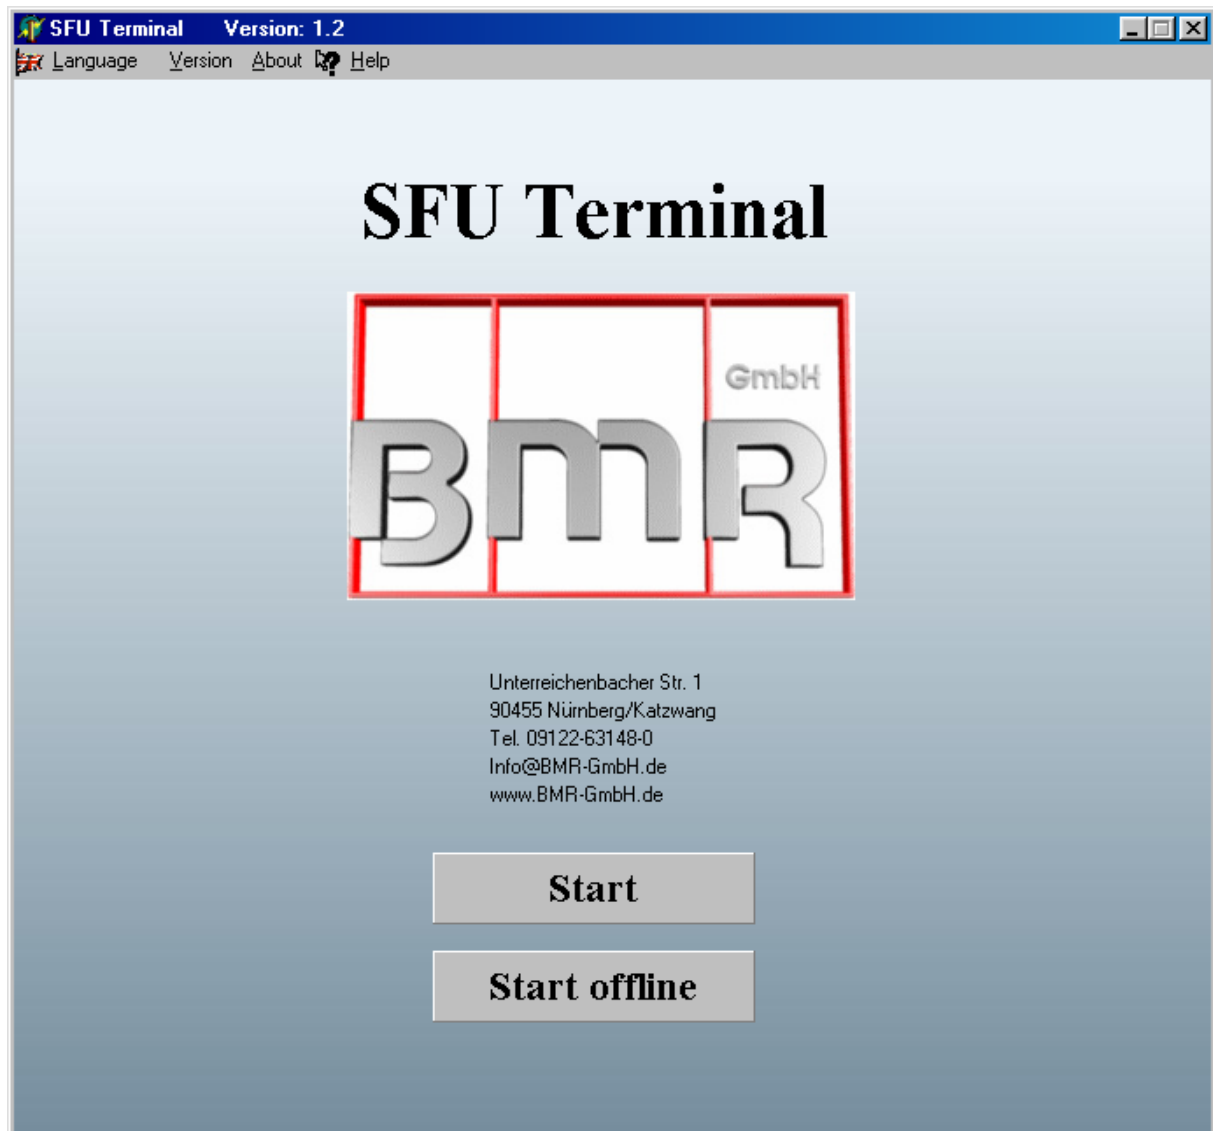 SFU Terminal Version: 1.2
Language Version About Help
SFU Terminal
GmbH
BMR
Unterreichenbacher Str. 1
90455 Nürnberg/Katzwang
Tel. 09122-63148-0
Info@BMR-GmbH.de
www.BMR-GmbH.de
Start
Start offline